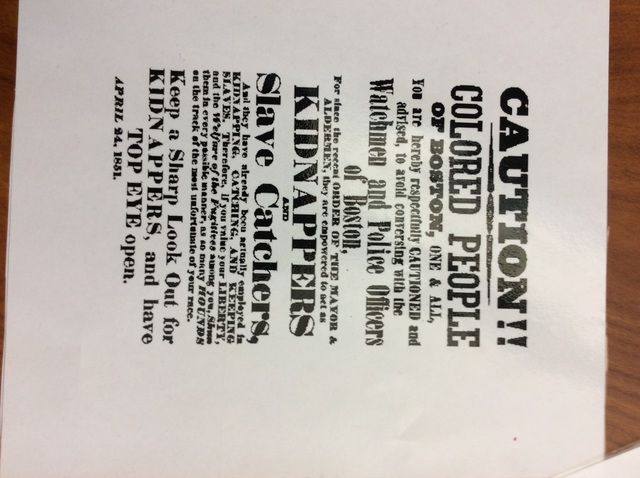 CAUTION!!
COLORED PEOPLE
OF BOSTON, ONE & ALL,
You are hereby respectfully CAUTIONED and
advised, to avoid conversing with the
Watchmen and Police Officers
of Boston,
For since the recent ORDER OF THE MAYOR &
ALDERMEN, they are empowered to act as
KIDNAPPERS
AND
Slave Catchers,
And they have already been actually employed in
KIDNAPPING, CATCHING, AND KEEPING
SLAVES. Therefore, if you value your LIBERTY,
and the Welfare of the Fugitives among you, Shun
them in every possible manner, as so many HOUNDS
on the track of the most unfortunate of your race.
Keep a Sharp Look Out for
KIDNAPPERS, and have
TOP EYE open.
APRIL 24, 1851.